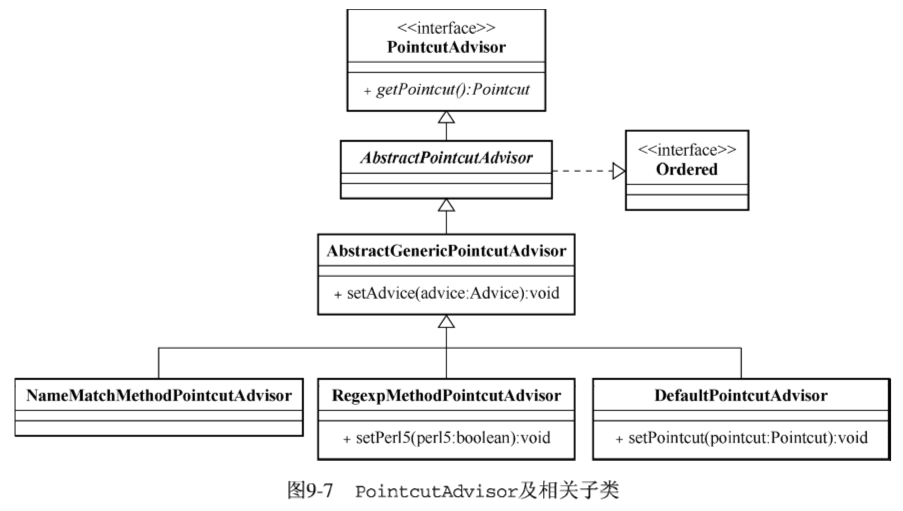 <<interface>>
PointcutAdvisor
+ getPointcut():Pointcut
AbstractPointcutAdvisor
<<interface>>
Ordered
AbstractGenericPointcutAdvisor
+ setAdvice(advice:Advice):void
NameMatchMethodPointcutAdvisor
RegexpMethodPointcutAdvisor
+ setPerl5(perl5:boolean):void
DefaultPointcutAdvisor
+ setPointcut(pointcut:Pointcut):void
图9-7 PointcutAdvisor及相关子类